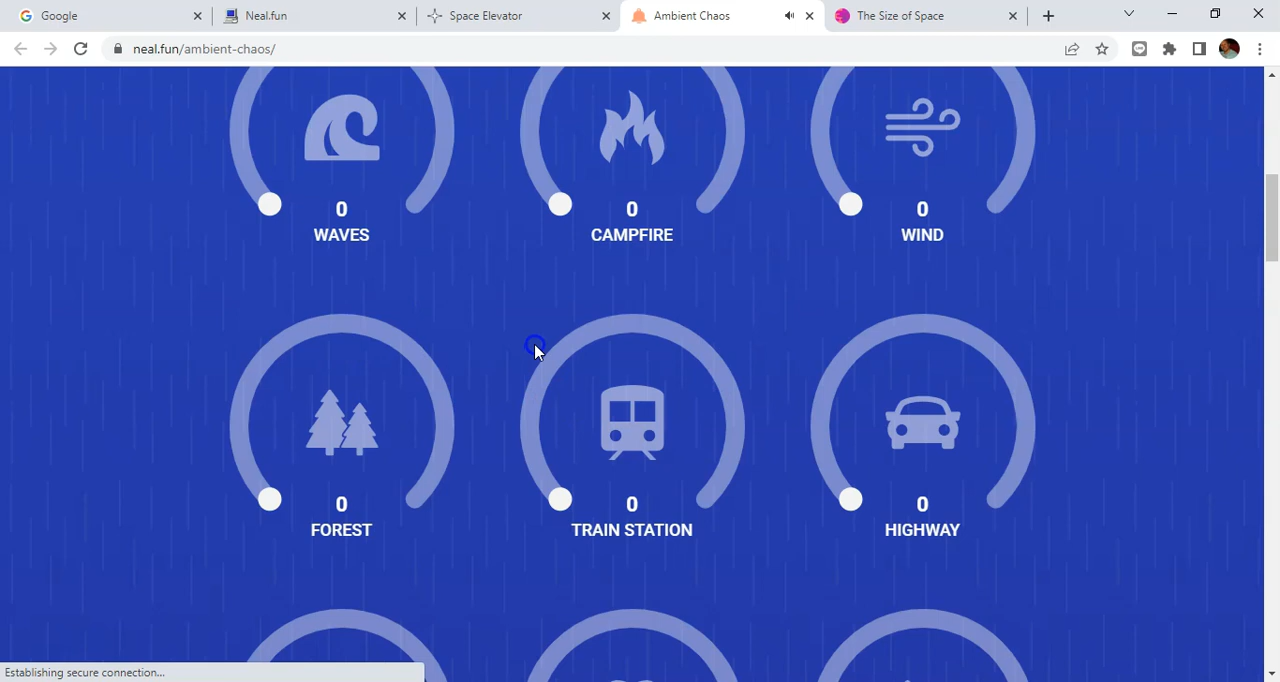 Google
Neal.fun
Space Elevator
Ambient Chaos
The Size of Space
neal.fun/ambient-chaos/
0
WAVES
0
CAMPFIRE
0
WIND
0
FOREST
0
TRAIN STATION
0
HIGHWAY
Establishing secure connection...